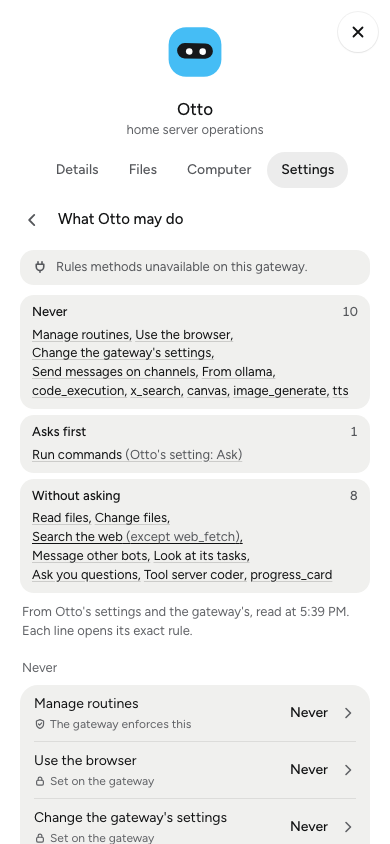 Otto
home server operations
Details
Files
Computer
Settings
What Otto may do
Rules methods unavailable on this gateway.
Never
10
Manage routines, Use the browser,
Change the gateway's settings,
Send messages on channels, From ollama,
code_execution, x_search, canvas, image_generate, tts
Asks first
1
Run commands (Otto's setting: Ask)
Without asking
8
Read files, Change files,
Search the web (except web_fetch),
Message other bots, Look at its tasks,
Ask you questions, Tool server coder, progress_card
From Otto's settings and the gateway's, read at 5:39 PM.
Each line opens its exact rule.
Never
Manage routines
The gateway enforces this
Never
Use the browser
Set on the gateway
Never
Change the gateway's settings
Set on the gateway
Never